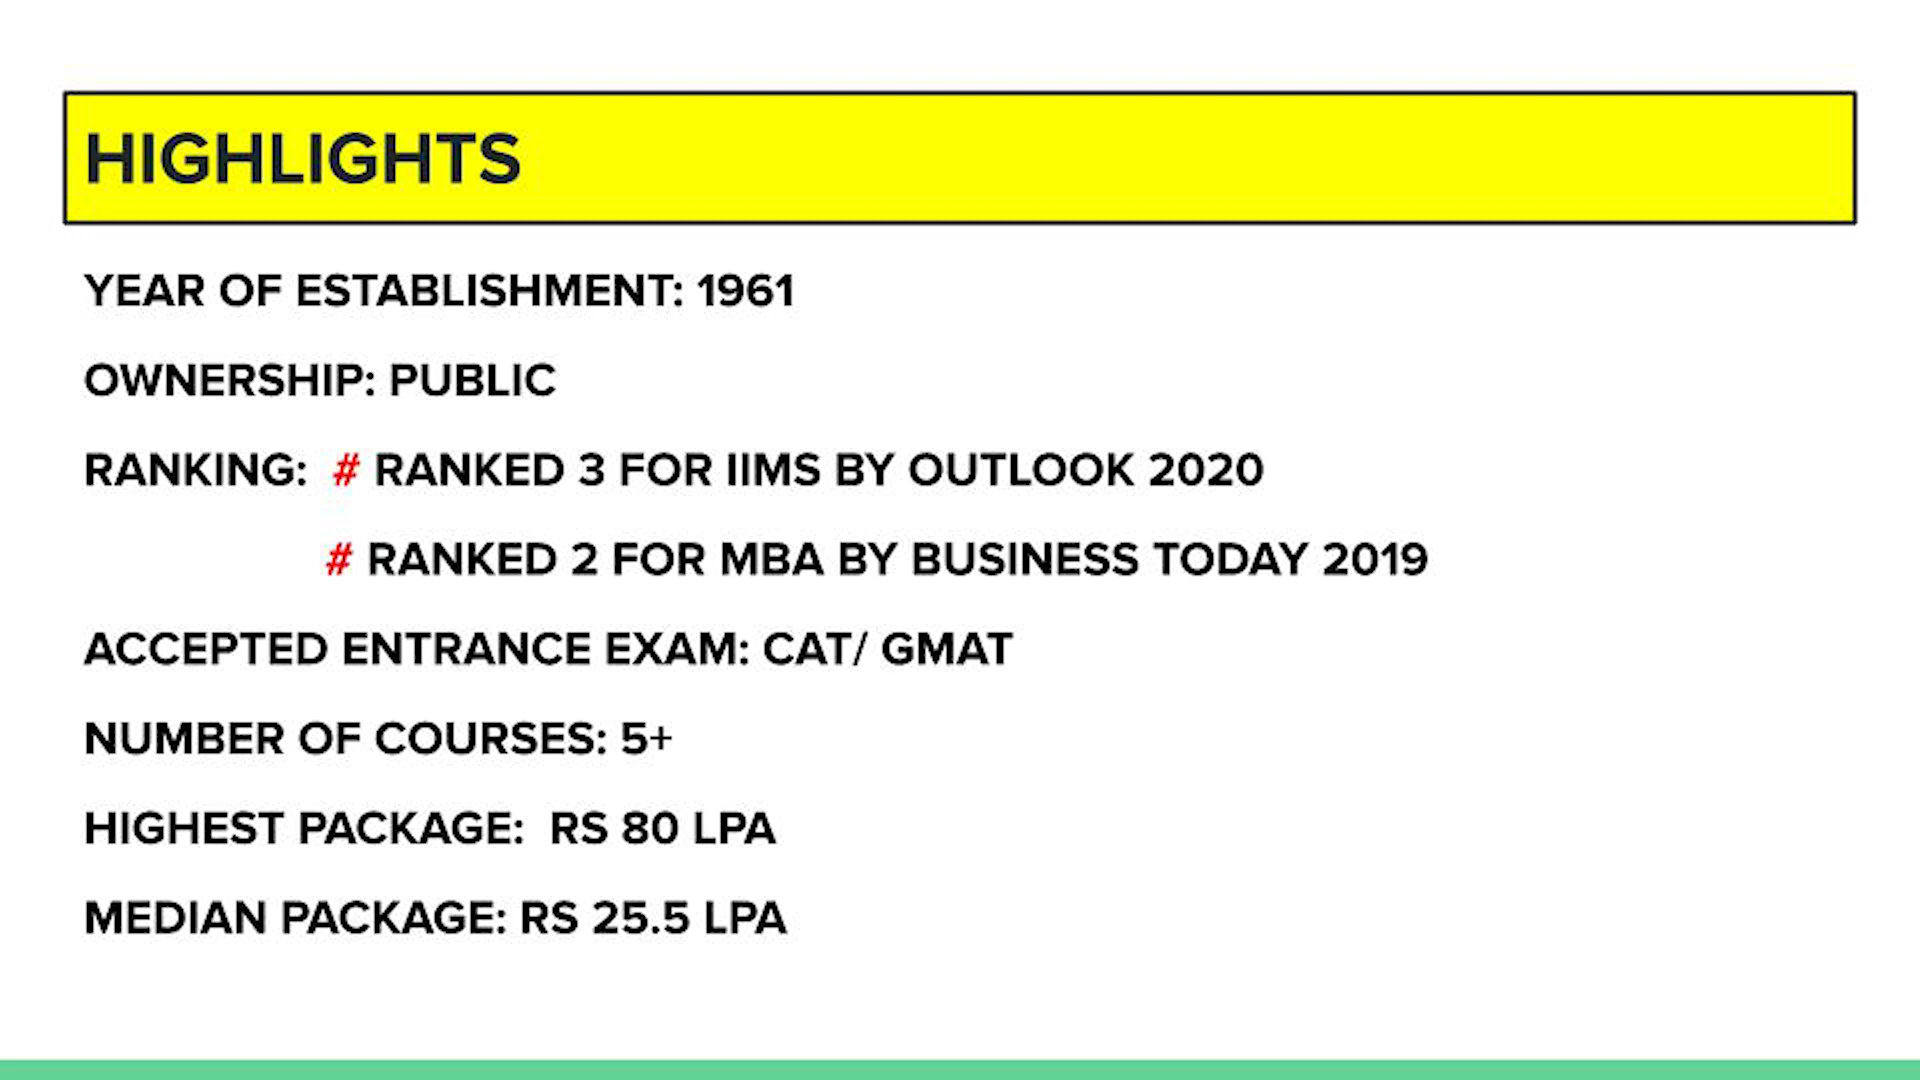 HIGHLIGHTS
YEAR OF ESTABLISHMENT: 1961
OWNERSHIP: PUBLIC
RANKING: # RANKED 3 FOR IIMS BY OUTLOOK 2020
# RANKED 2 FOR MBA BY BUSINESS TODAY 2019
ACCEPTED ENTRANCE EXAM: CAT/ GMAT
NUMBER OF COURSES: 5+
HIGHEST PACKAGE: RS 80 LPA
MEDIAN PACKAGE: RS 25.5 LPA